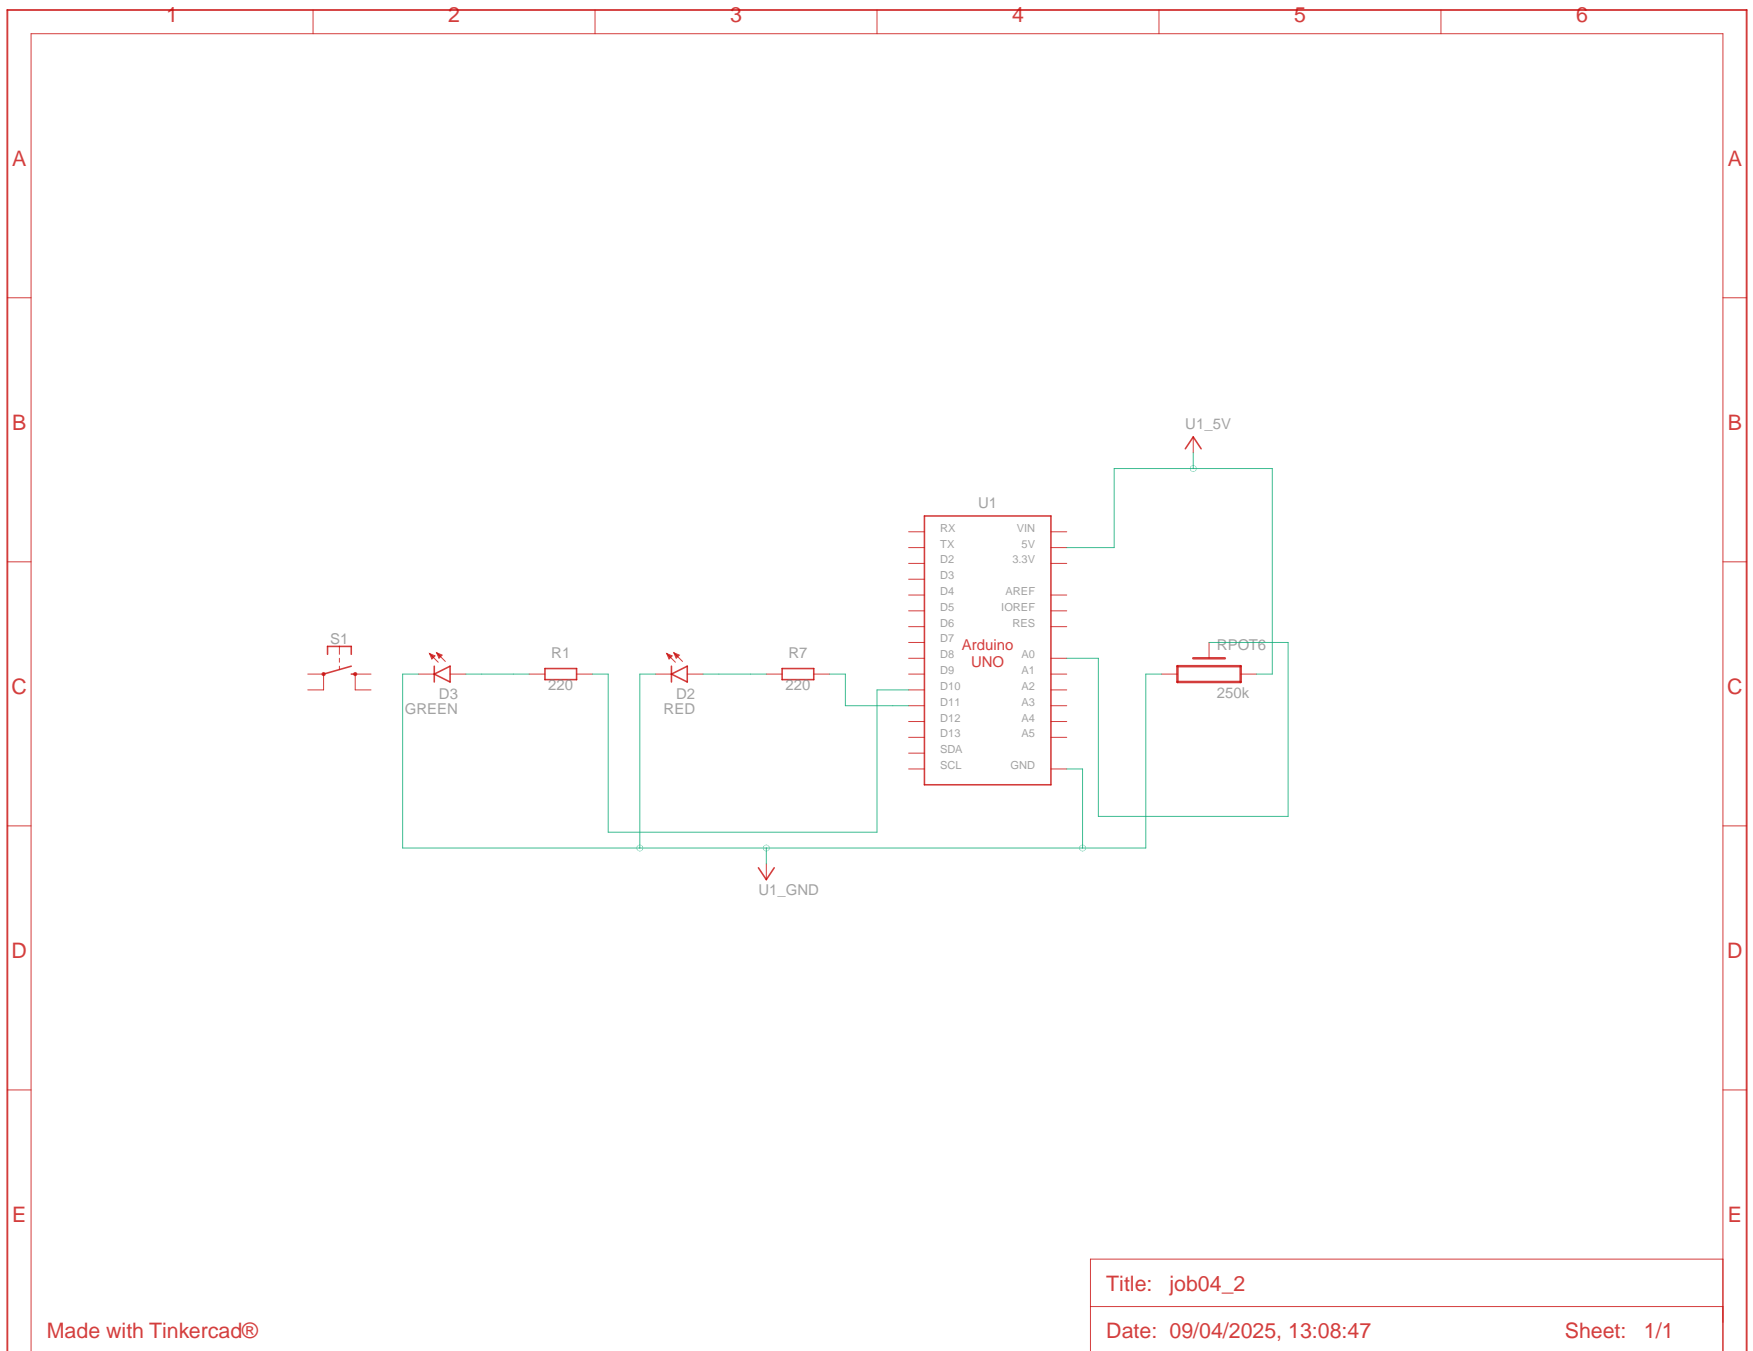 1 2 3 4 5 6
A A
B B
U1_5V
U1
RX VIN
TX 5V
D2 3.3V
D3
D4 AREF
D5 IOREF
D6 RES
D7
Arduino
UNO
D8 A0
D9 A1
D10 A2
D11 A3
D12 A4
D13 A5
SDA
SCL GND
S1
R1
R7
RPOT6
C C
220
220
D3
GREEN
D2
RED
250k
U1_GND
D D
E E
Title: job04_2
Made with Tinkercad®
Date: 09/04/2025, 13:08:47 Sheet: 1/1